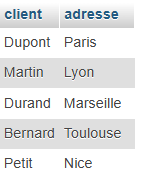 client adresse
Dupont Paris
Martin Lyon
Durand Marseille
Bernard Toulouse
Petit Nice